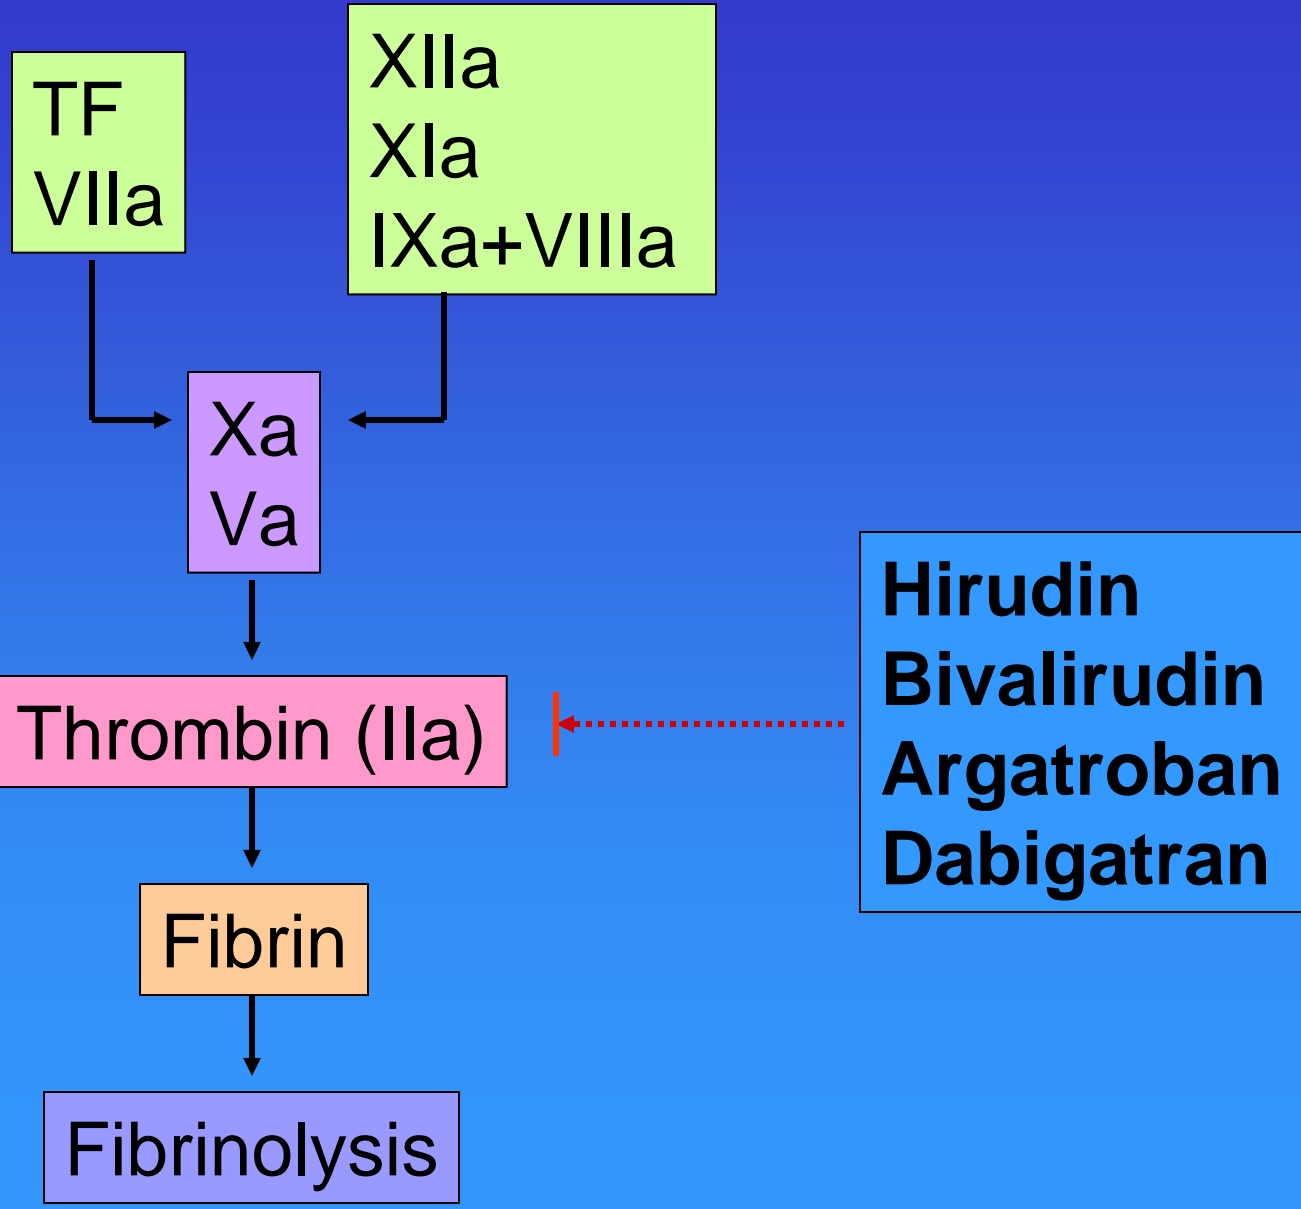 TF
VIIa
XIIa
XIa
IXa+VIIIa
Xa
Va
Thrombin (IIa)
Hirudin
Bivalirudin
Argatroban
Dabigatran
Fibrin
Fibrinolysis